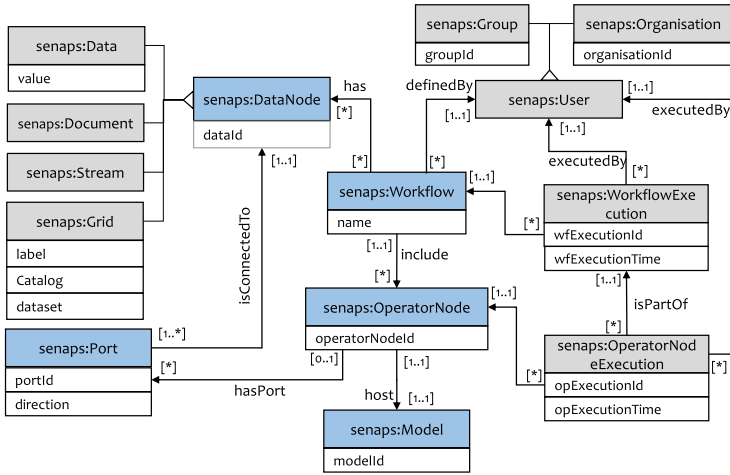 senaps:Group
groupId
senaps:Organisation
organisationId
senaps:Data
value
senaps:DataNode
dataId
has
[*]
definedBy
[1..1]
senaps:User
[1..1]
executedBy
senaps:Document
[1..1]
[1..1]
executedBy
senaps:Stream
[*]
[*]
[1..1]
[*]
senaps:Workflow
name
senaps:WorkflowExe
cution
wfExecutionId
wfExecutionTime
[*]
senaps:Grid
label
Catalog
dataset
isConnectedTo
[1..1]
include
[*]
[1..1]
isPartOf
[*]
senaps:OperatorNode
operatorNodeId
[1..1]
[1..*]
senaps:Port
portId
direction
[*]
hasPort
[0..1]
[1..1]
host
[1..1]
senaps:OperatorNod
eExecution
opExecutionId
opExecutionTime
[*]
[*]
senaps:Model
modelId